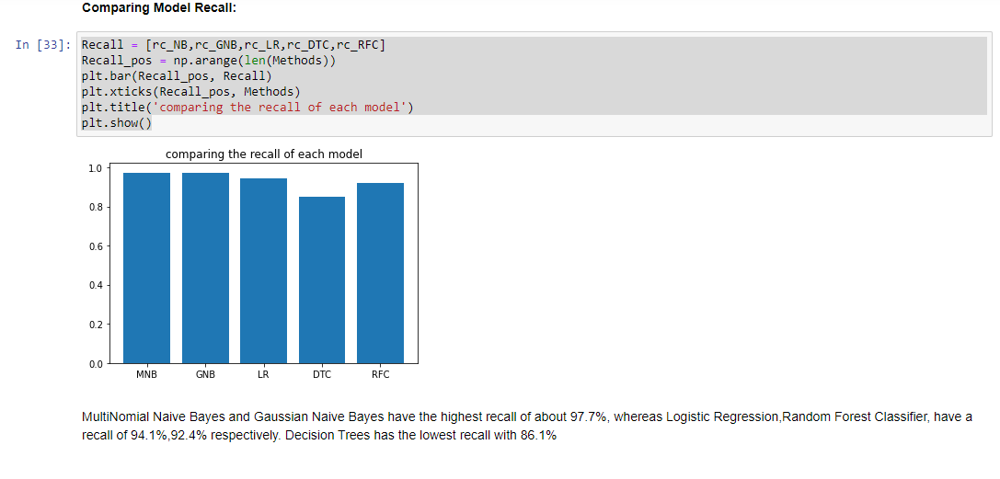 Comparing Model Recall:
In [33]: Recall = [rc_NB,rc_GNB,rc_LR,rc_DTC,rc_RFC]
Recall_pos = np.arange(len(Methods))
plt.bar(Recall_pos, Recall)
plt.xticks(Recall_pos, Methods)
plt.title('comparing the recall of each model')
plt.show()
comparing the recall of each model
1.0
0.8
0.6
0.4
0.2
0.0
MNB GNB LR DTC RFC
MultiNomial Naive Bayes and Gaussian Naive Bayes have the highest recall of about 97.7%, whereas Logistic Regression,Random Forest Classifier, have a
recall of 94.1%,92.4% respectively. Decision Trees has the lowest recall with 86.1%